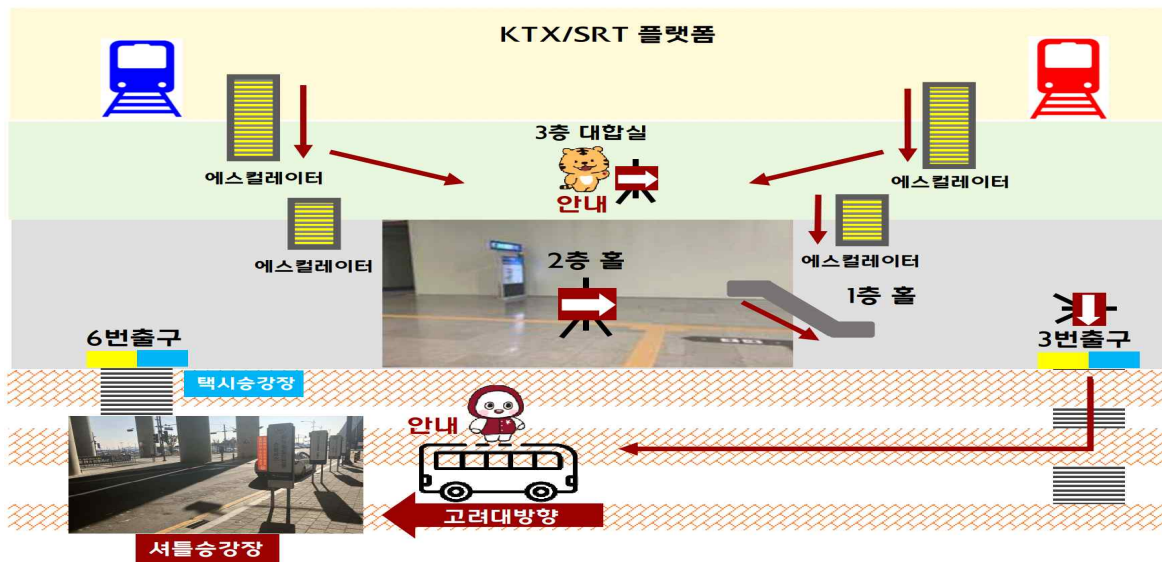 KTX/SRT 플랫폼
3층 대합실
에스컬레이터
에스컬레이터
안내
2층 홀
에스컬레이터
에스컬레이터
1층 홀
6번출구
3번출구
택시승강장
안내
고려대방향
셔틀승강장